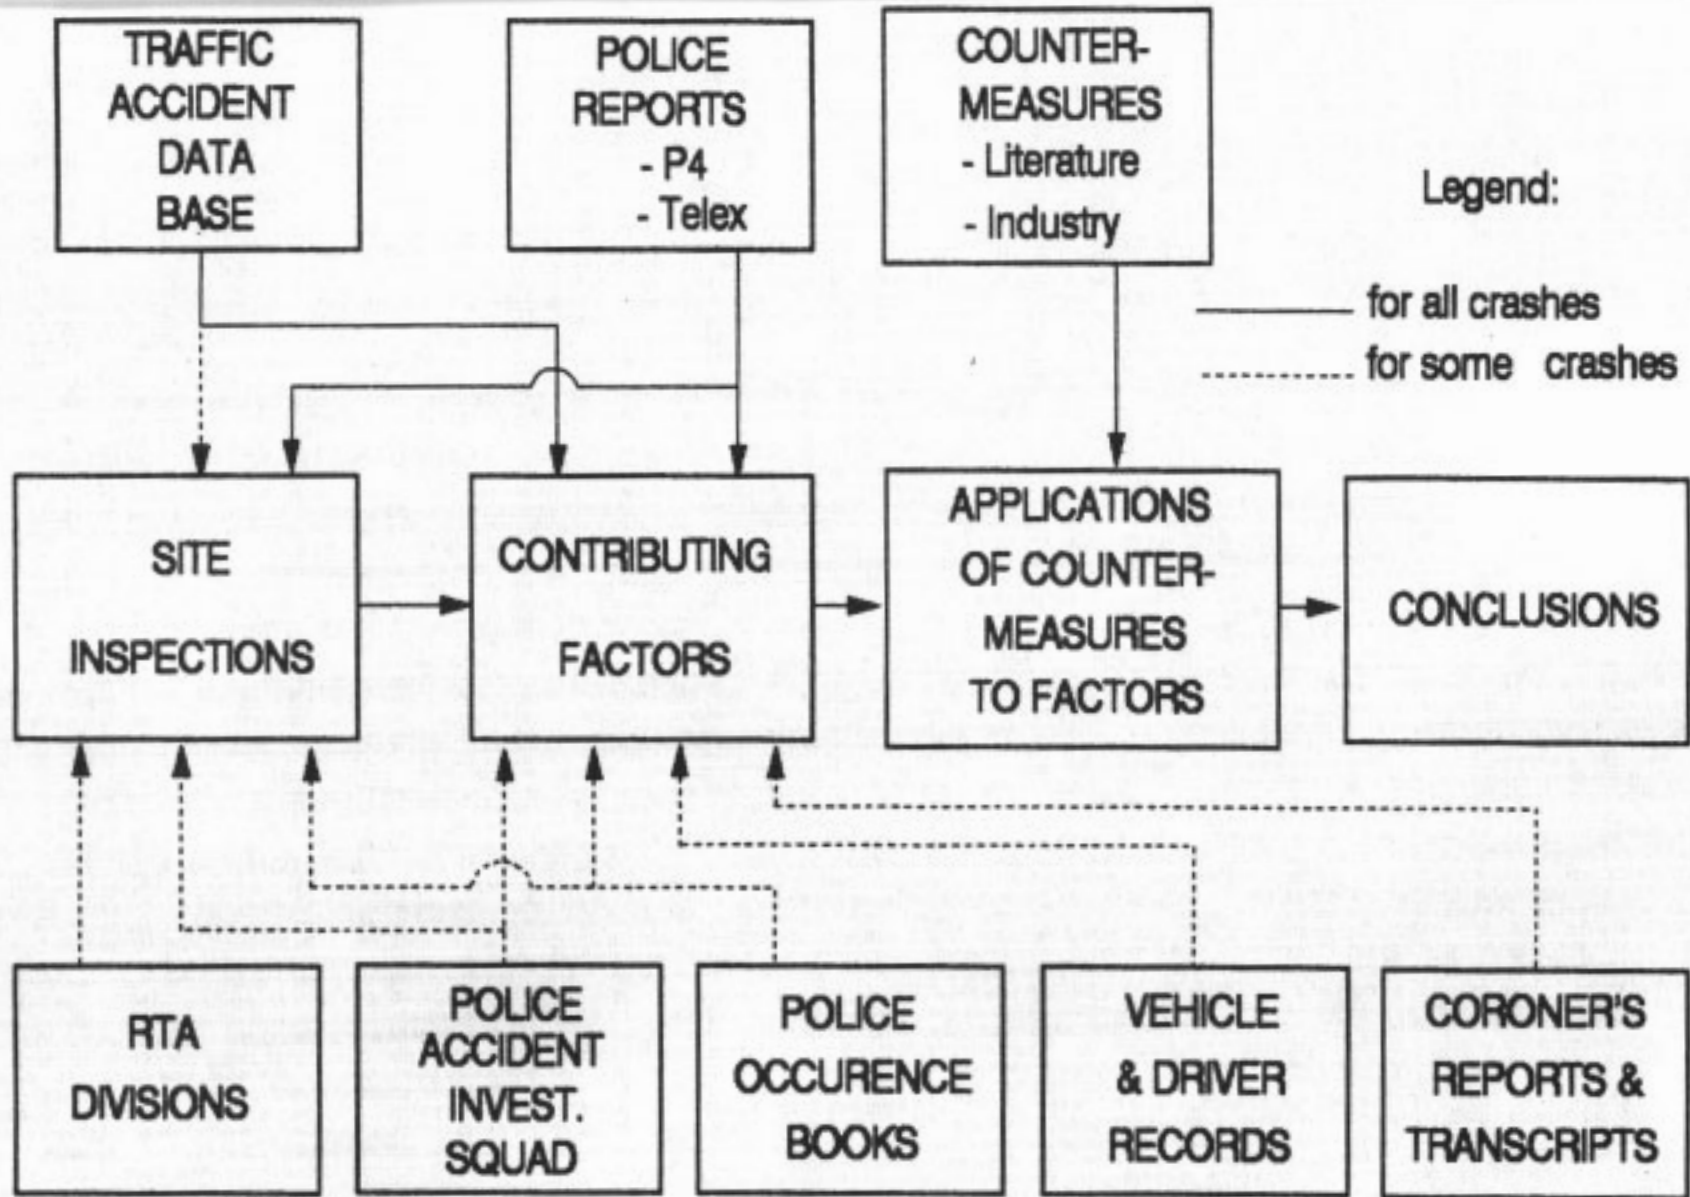 TRAFFIC
ACCIDENT
DATA
BASE
POLICE
REPORTS
- P4
- Telex
COUNTER-
MEASURES
- Literature
- Industry
Legend:
for all crashes
for some crashes
SITE
INSPECTIONS
CONTRIBUTING
FACTORS
APPLICATIONS
OF COUNTER-
MEASURES
TO FACTORS
CONCLUSIONS
RTA
DIVISIONS
POLICE
ACCIDENT
INVEST.
SQUAD
POLICE
OCCURENCE
BOOKS
VEHICLE
& DRIVER
RECORDS
CORONER'S
REPORTS &
TRANSCRIPTS